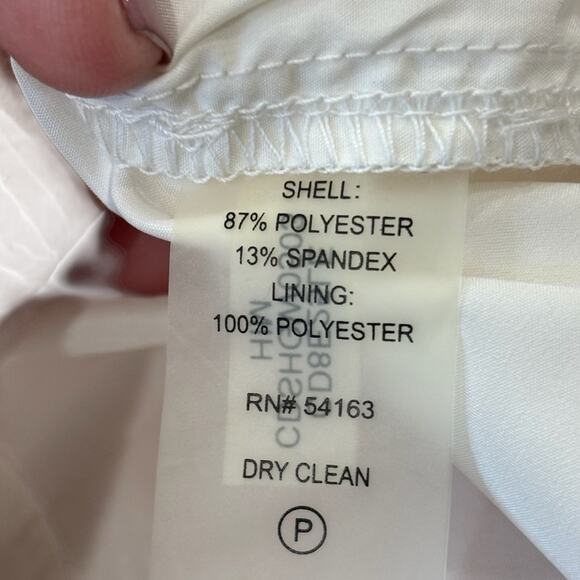 SHELL:
87% POLYESTER
13% SPANDEX
LINING:
100% POLYESTER
RN# 54163
DRY CLEAN
P